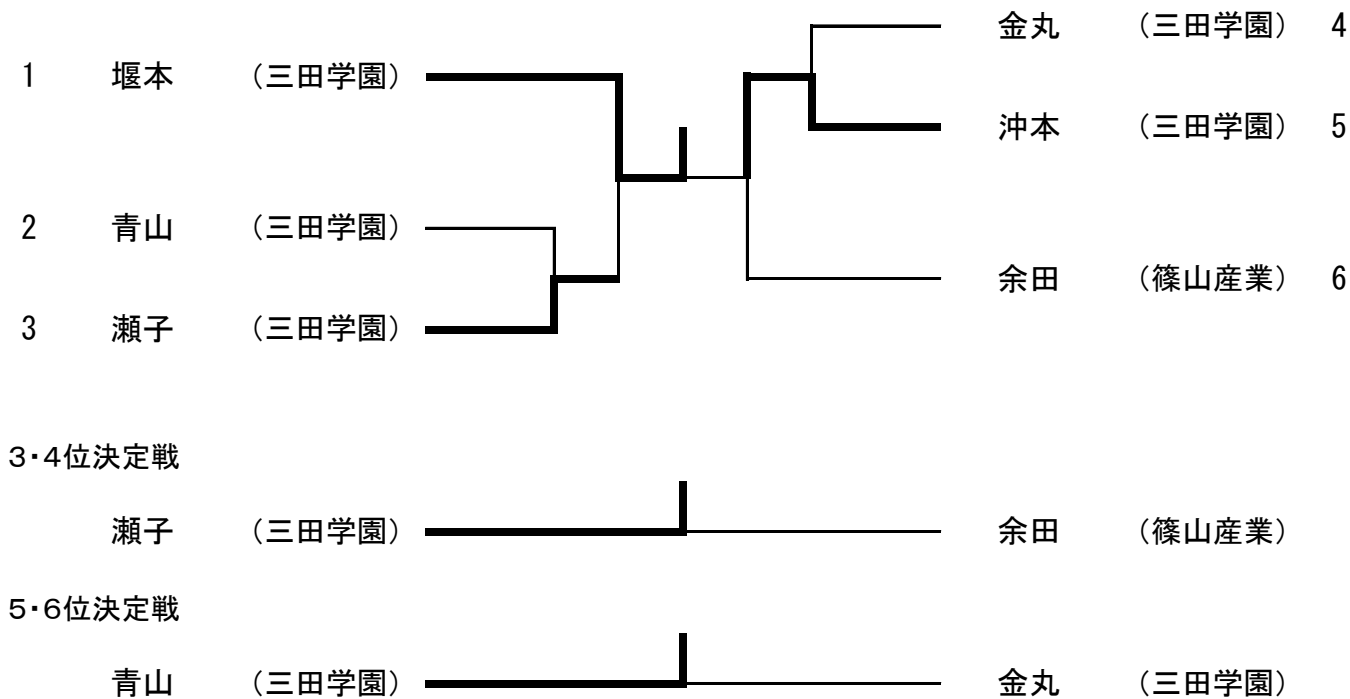 金丸 （三田学園） 4
1 堰本 （三田学園）
沖本 （三田学園） 5
2 青山 （三田学園）
余田 （篠山産業） 6
3 瀬子 （三田学園）
3・4位決定戦
瀬子 （三田学園） 余田 （篠山産業）
5・6位決定戦
青山 （三田学園） 金丸 （三田学園）